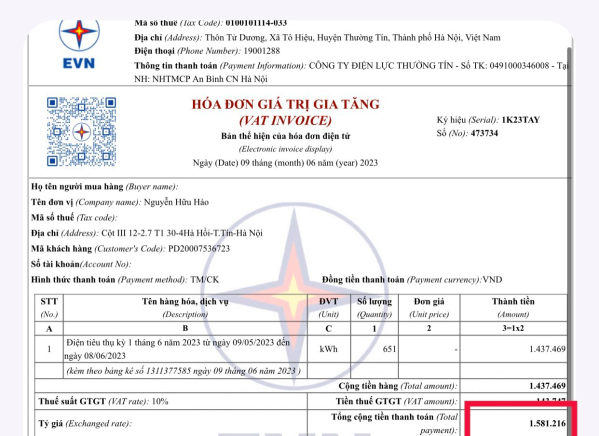 Mã số thuế (Tax Code): 0100101114-033
Địa chỉ (Address): Thôn Từ Dương, Xã Tô Hiệu, Huyện Thường Tín, Thành phố Hà Nội, Việt Nam
Điện thoại (Phone Number): 19001288
Thông tin thanh toán (Payment Information): CÔNG TY ĐIỆN LỰC THƯỜNG TÍN - Số TK: 0491000346008 - Tại
NH: NHTMCP An Bình CN Hà Nội
EVN
HÓA ĐƠN GIÁ TRỊ GIA TĂNG
(VAT INVOICE)
Bản thể hiện của hóa đơn điện tử
(Electronic invoice display)
Ngày (Date) 09 tháng (month) 06 năm (year) 2023
Ký hiệu (Serial): 1K23TAY
Số (No): 473734
Họ tên người mua hàng (Buyer name):
Tên đơn vị (Company name): Nguyễn Hữu Hảo
Mã số thuế (Tax code):
Địa chỉ (Address): Cột III 12-2.7 T1 30-4Hà Hồi-T.Tín-Hà Nội
Mã khách hàng (Customer's Code): PD20007536723
Số tài khoản(Account No):
Hình thức thanh toán (Payment method): TM/CK Đồng tiền thanh toán (Payment currency):VND
STT Tên hàng hóa, dịch vụ ĐVT Số lượng Đơn giá Thành tiền
(No.) (Description) (Unit) (Quantity) (Unit price) (Amount)
A B C 1 2 3=1x2
1 Điện tiêu thụ kỳ 1 tháng 6 năm 2023 từ ngày 09/05/2023 đến kWh 651 - 1.437.469
ngày 08/06/2023
(kèm theo bảng kê số 1311377585 ngày 09 tháng 06 năm 2023 )
Cộng tiền hàng (Total amount): 1.437.469
Thuế suất GTGT (VAT rate): 10% Tiền thuế GTGT (VAT amount): 143.747
Tỷ giá (Exchanged rate): Tổng cộng tiền thanh toán (Total
payment): 1.581.216